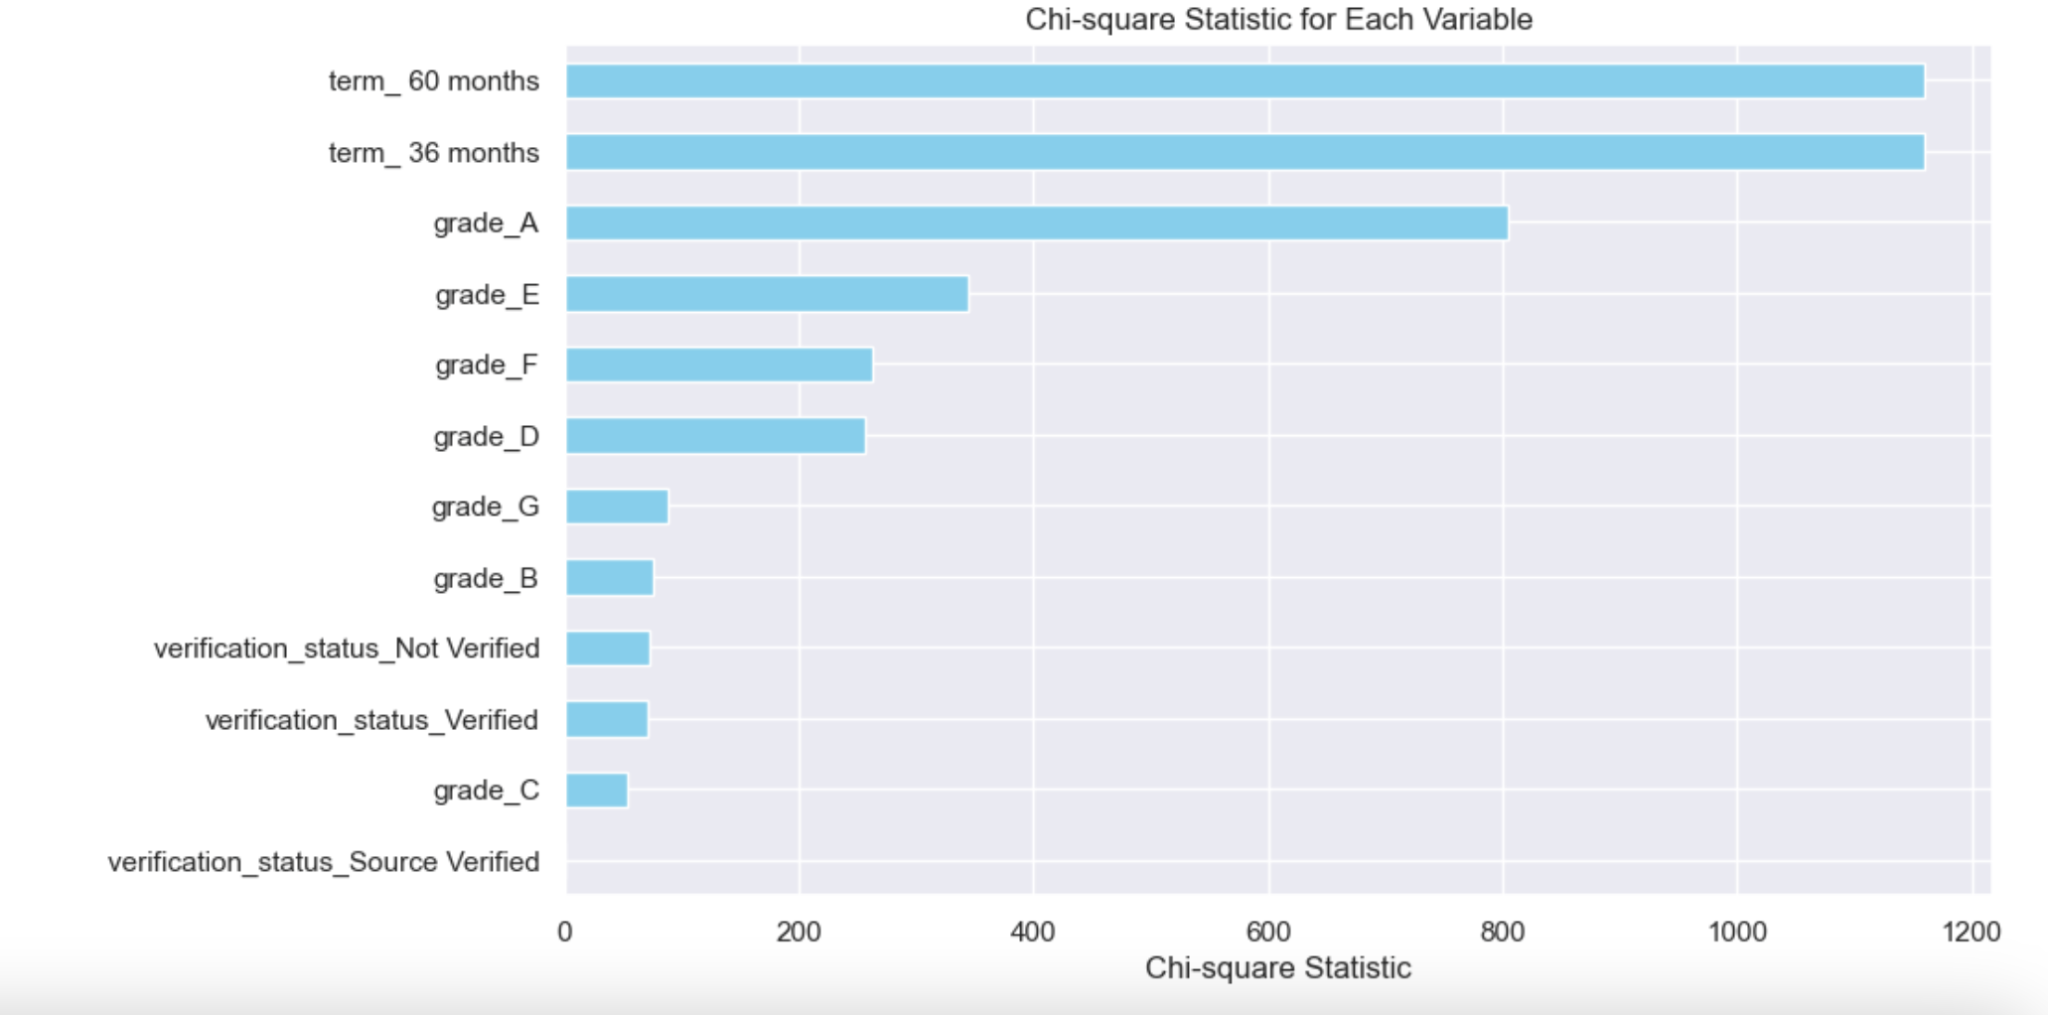 Chi-square Statistic for Each Variable
term_ 60 months
term_ 36 months
grade_A
grade_E
grade_F
grade_D
grade_G
grade_B
verification_status_Not Verified
verification_status_Verified
grade_C
verification_status_Source Verified
0 200 400 600 800 1000 1200
Chi-square Statistic